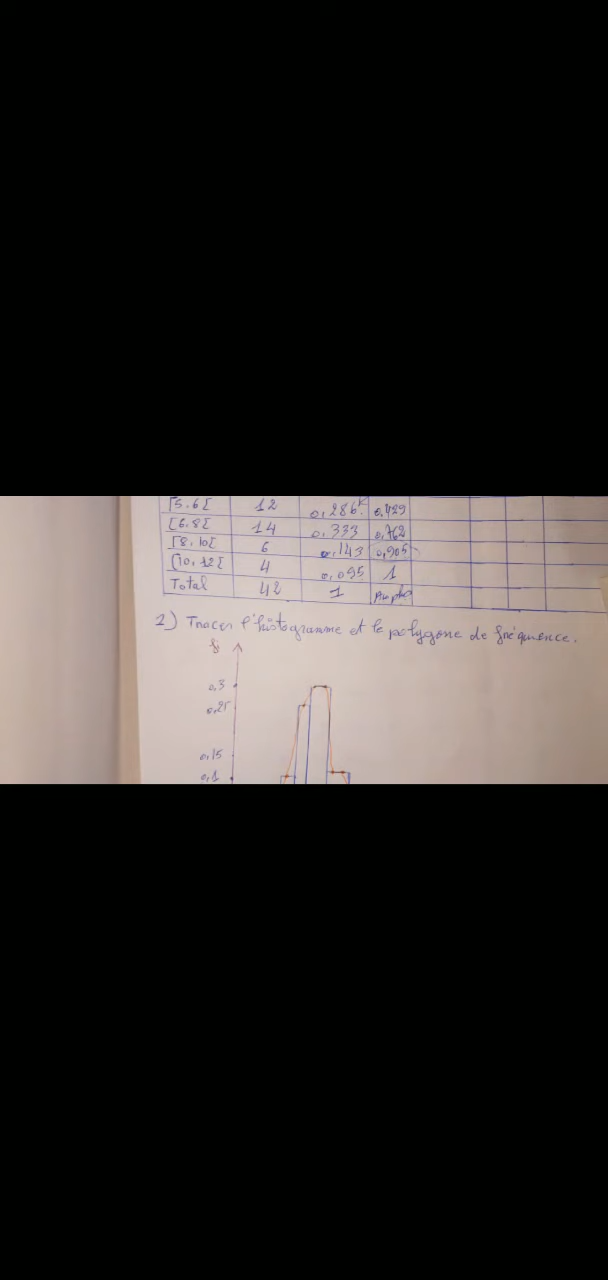 [5.6[ 12 0,286 0.429
[6.8[ 14 0.333 0,762
[8.10[ 6 0,143 0,905
[10.12[ 4 0,095 1
Total 42 1
2) Tracer l'histogramme et le polygone de fréquence.
fi
0,3
0,25
0,15
0,1